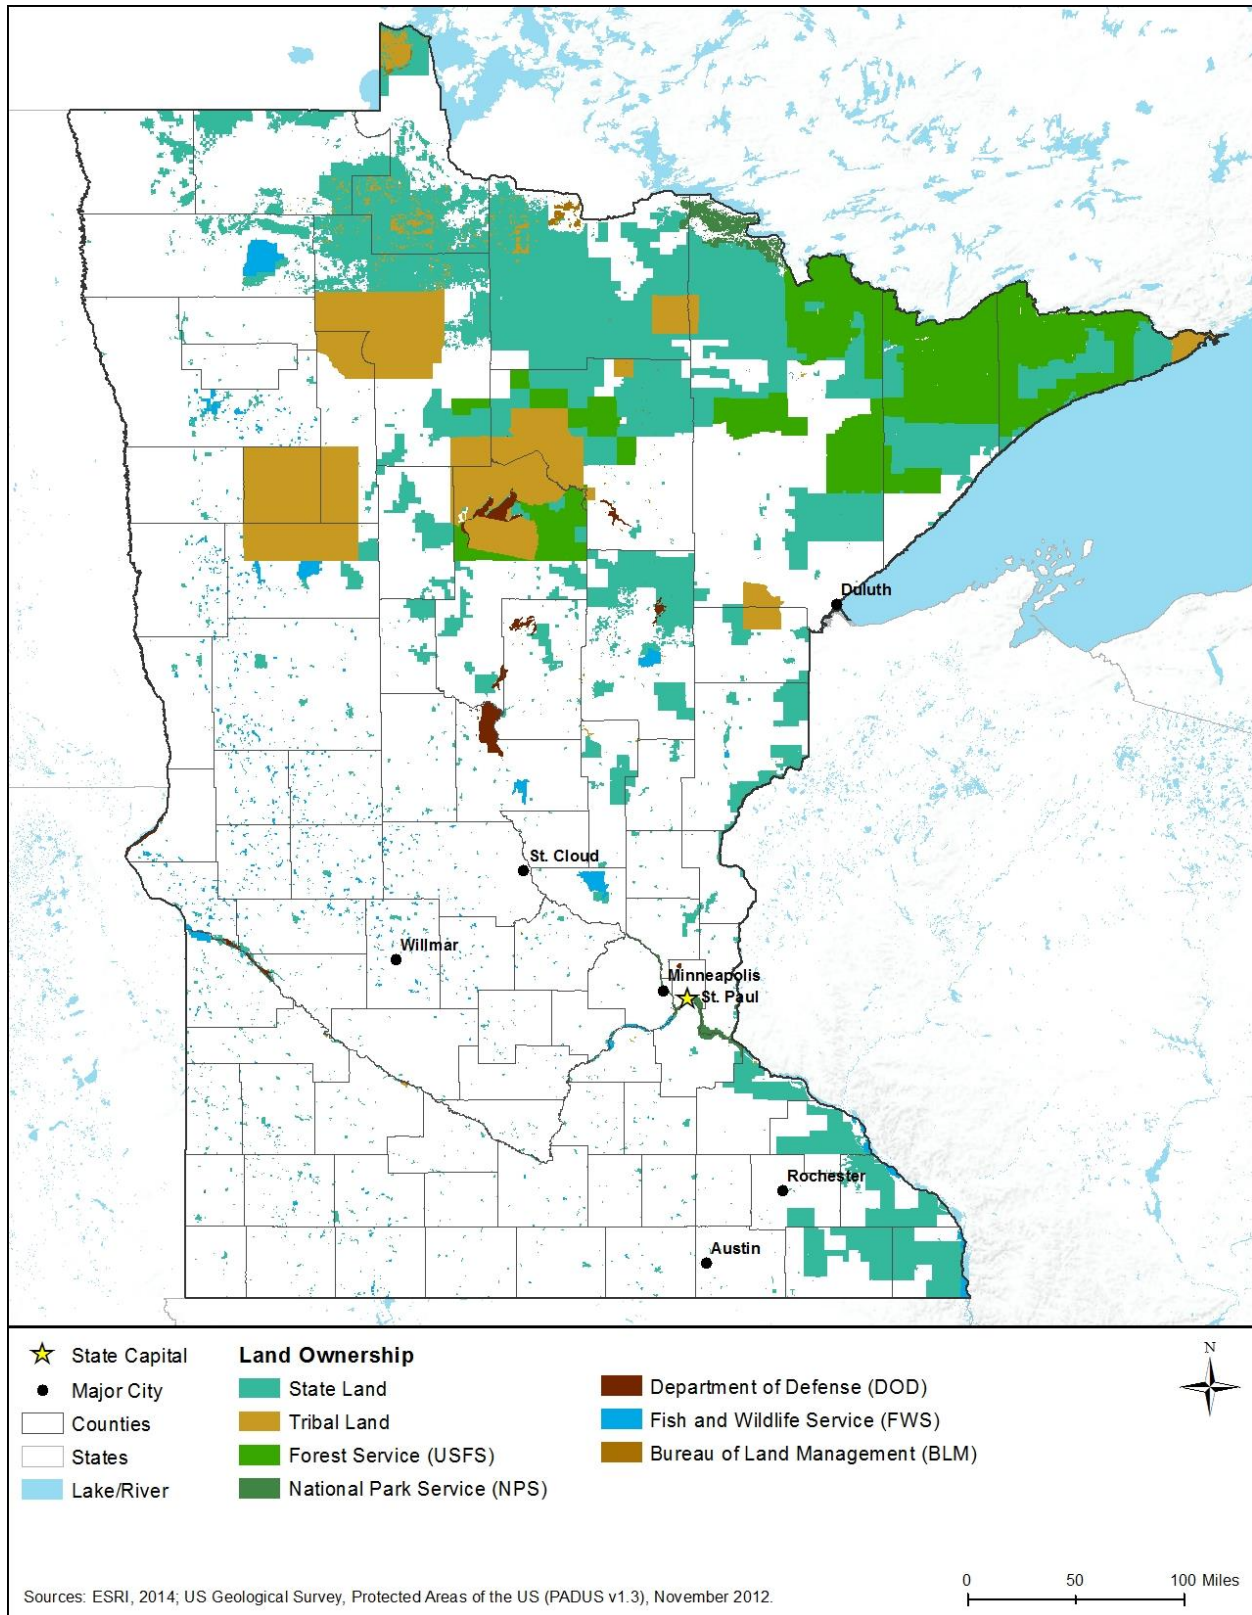 Duluth
St. Cloud
Willmar
Minneapolis
St. Paul
Rochester
Austin
State Capital
Major City
Counties
States
Lake/River
Land Ownership
State Land
Tribal Land
Forest Service (USFS)
National Park Service (NPS)
Department of Defense (DOD)
Fish and Wildlife Service (FWS)
Bureau of Land Management (BLM)
N
0 50 100 Miles
Sources: ESRI, 2014; US Geological Survey, Protected Areas of the US (PADUS v1.3), November 2012.